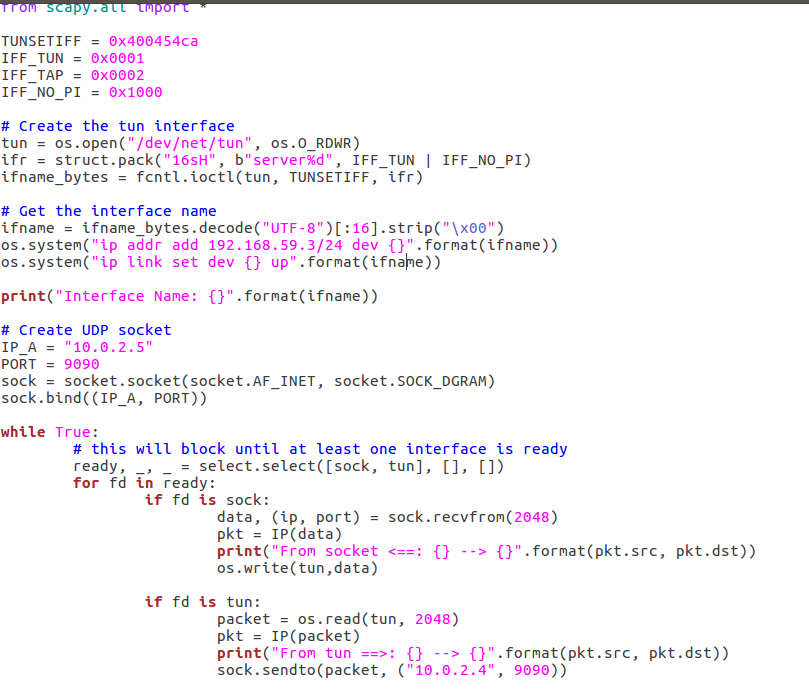 from scapy.all import *
TUNSETIFF = 0x400454ca
IFF_TUN = 0x0001
IFF_TAP = 0x0002
IFF_NO_PI = 0x1000
# Create the tun interface
tun = os.open("/dev/net/tun", os.O_RDWR)
ifr = struct.pack("16sH", b"server%d", IFF_TUN | IFF_NO_PI)
ifname_bytes = fcntl.ioctl(tun, TUNSETIFF, ifr)
# Get the interface name
ifname = ifname_bytes.decode("UTF-8")[:16].strip("\x00")
os.system("ip addr add 192.168.59.3/24 dev {}".format(ifname))
os.system("ip link set dev {} up".format(ifname))
print("Interface Name: {}".format(ifname))
# Create UDP socket
IP_A = "10.0.2.5"
PORT = 9090
sock = socket.socket(socket.AF_INET, socket.SOCK_DGRAM)
sock.bind((IP_A, PORT))
while True:
        # this will block until at least one interface is ready
        ready, _, _ = select.select([sock, tun], [], [])
        for fd in ready:
                if fd is sock:
                        data, (ip, port) = sock.recvfrom(2048)
                        pkt = IP(data)
                        print("From socket <==: {} --> {}".format(pkt.src, pkt.dst))
                        os.write(tun,data)
                if fd is tun:
                        packet = os.read(tun, 2048)
                        pkt = IP(packet)
                        print("From tun ==>: {} --> {}".format(pkt.src, pkt.dst))
                        sock.sendto(packet, ("10.0.2.4", 9090))